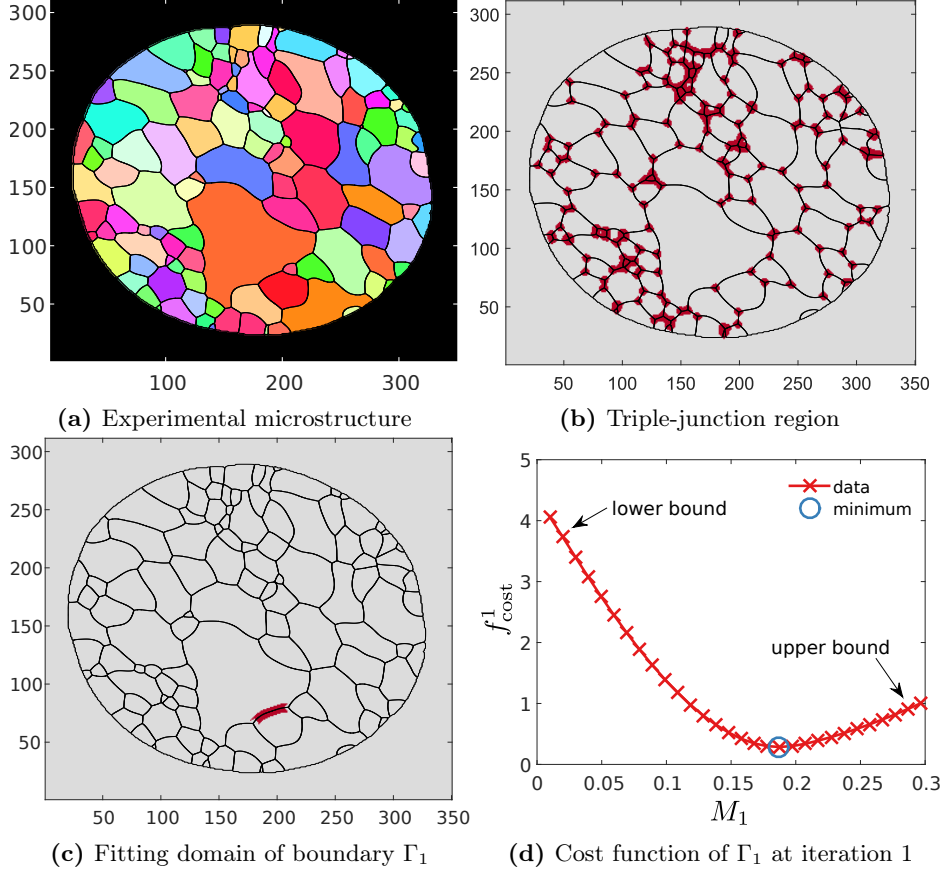 300
250
200
150
100
50
100
200
300
(a) Experimental microstructure
300
250
200
150
100
50
50 100 150 200 250 300 350
(b) Triple-junction region
300
250
200
150
100
50
50 100 150 200 250 300 350
(c) Fitting domain of boundary Γ₁
5
4
3
2
1
0
f¹cost
data
minimum
lower bound
upper bound
0 0.05 0.1 0.15 0.2 0.25 0.3
M₁
(d) Cost function of Γ₁ at iteration 1